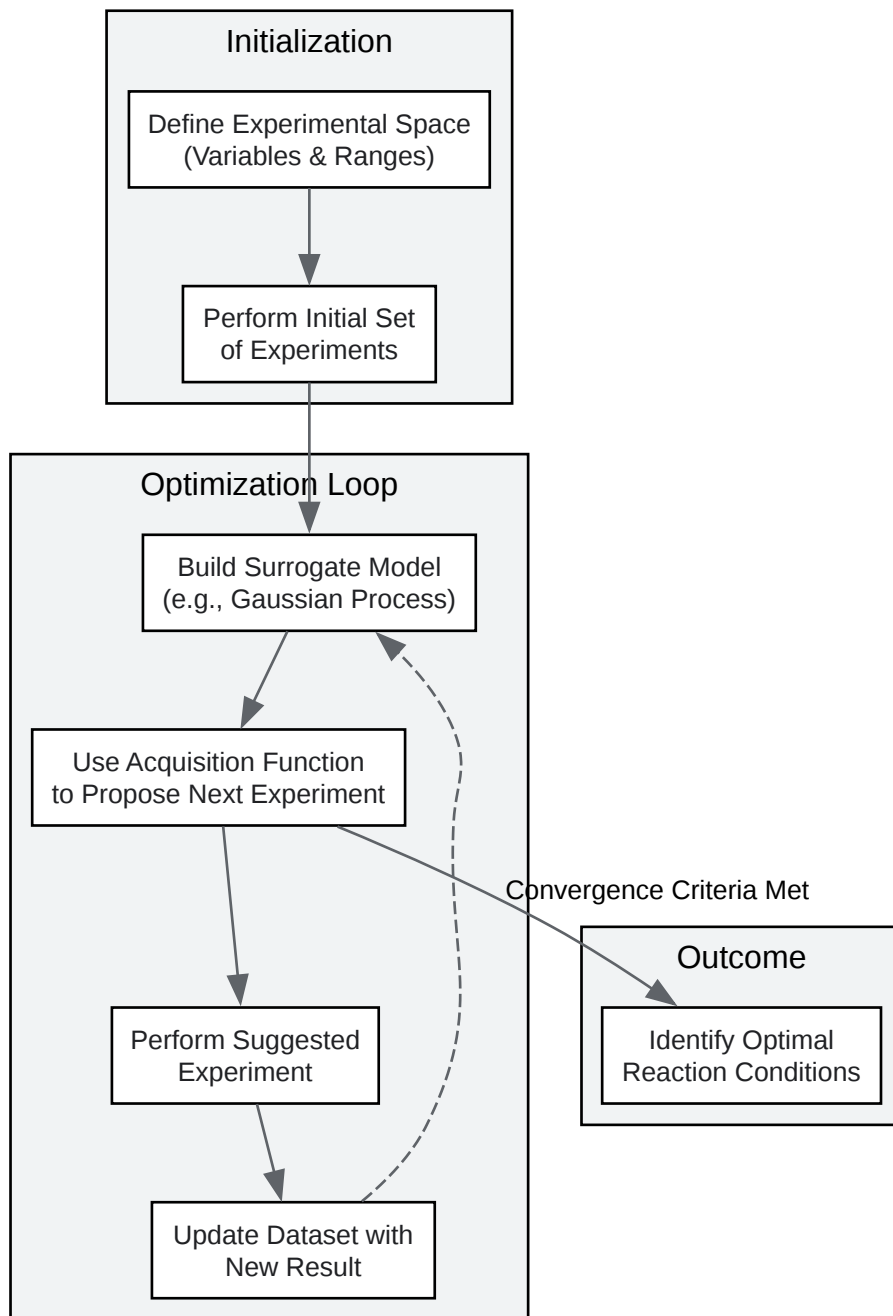 Initialization
Define Experimental Space
(Variables & Ranges)
Perform Initial Set
of Experiments
Optimization Loop
Build Surrogate Model
(e.g., Gaussian Process)
Use Acquisition Function
to Propose Next Experiment
Convergence Criteria Met
Outcome
Identify Optimal
Reaction Conditions
Perform Suggested
Experiment
Update Dataset with
New Result